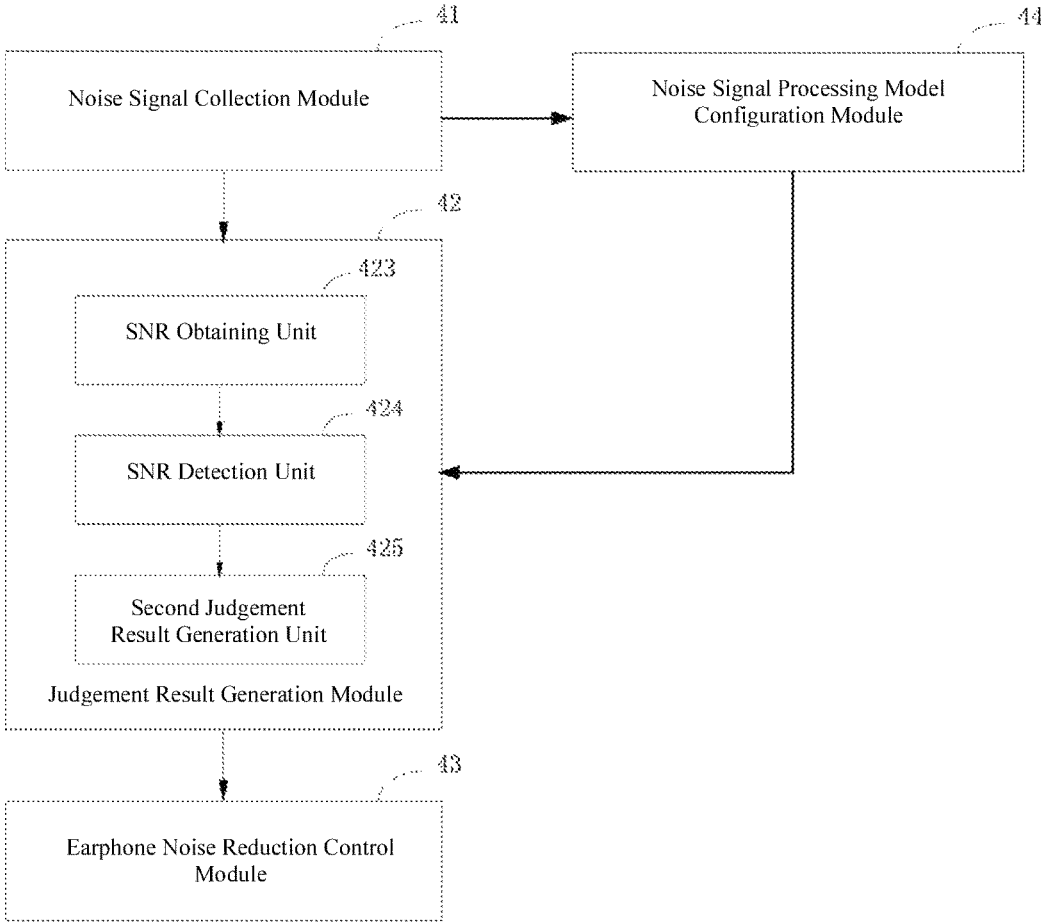 41
44
Noise Signal Collection Module
Noise Signal Processing Model
Configuration Module
42
423
SNR Obtaining Unit
424
SNR Detection Unit
425
Second Judgement
Result Generation Unit
Judgement Result Generation Module
43
Earphone Noise Reduction Control
Module